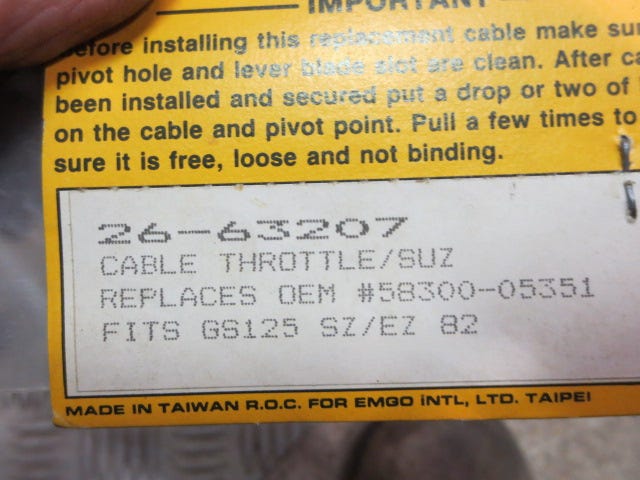 IMPORTANT
Before installing this replacement cable make su
pivot hole and lever blade slot are clean. After ca
been installed and secured put a drop or two of
on the cable and pivot point. Pull a few times to
sure it is free, loose and not binding.
26-63207
CABLE THROTTLE/SUZ
REPLACES OEM #58300-05351
FITS GS125 SZ/EZ 82
MADE IN TAIWAN R.O.C. FOR EMGO INTL, LTD. TAIPEI